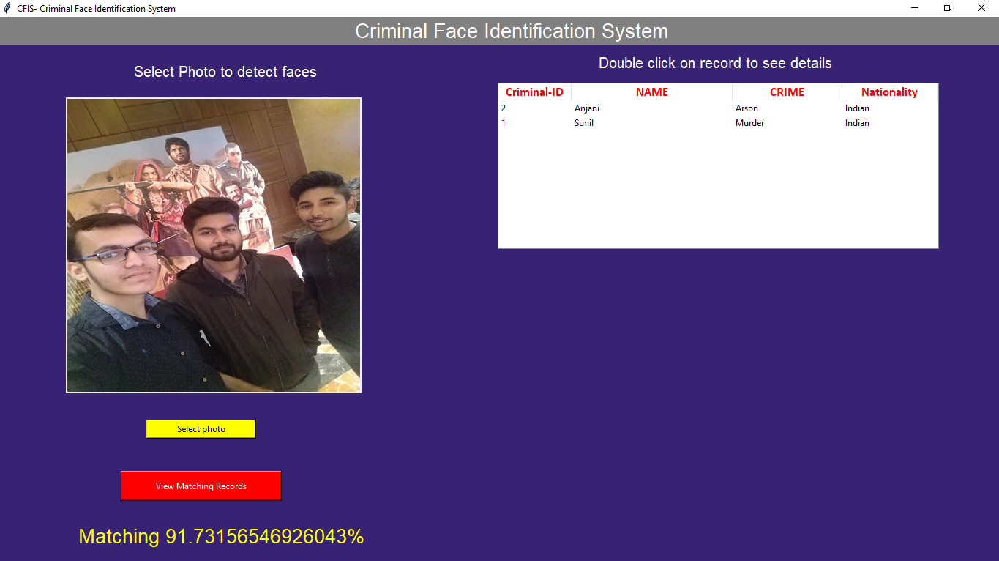 CFIS- Criminal Face Identification System
Criminal Face Identification System
Select Photo to detect faces
Select photo
View Matching Records
Matching 91.73156546926043%
Double click on record to see details
Criminal-ID NAME CRIME Nationality
2 Anjani Arson Indian
1 Sunil Murder Indian